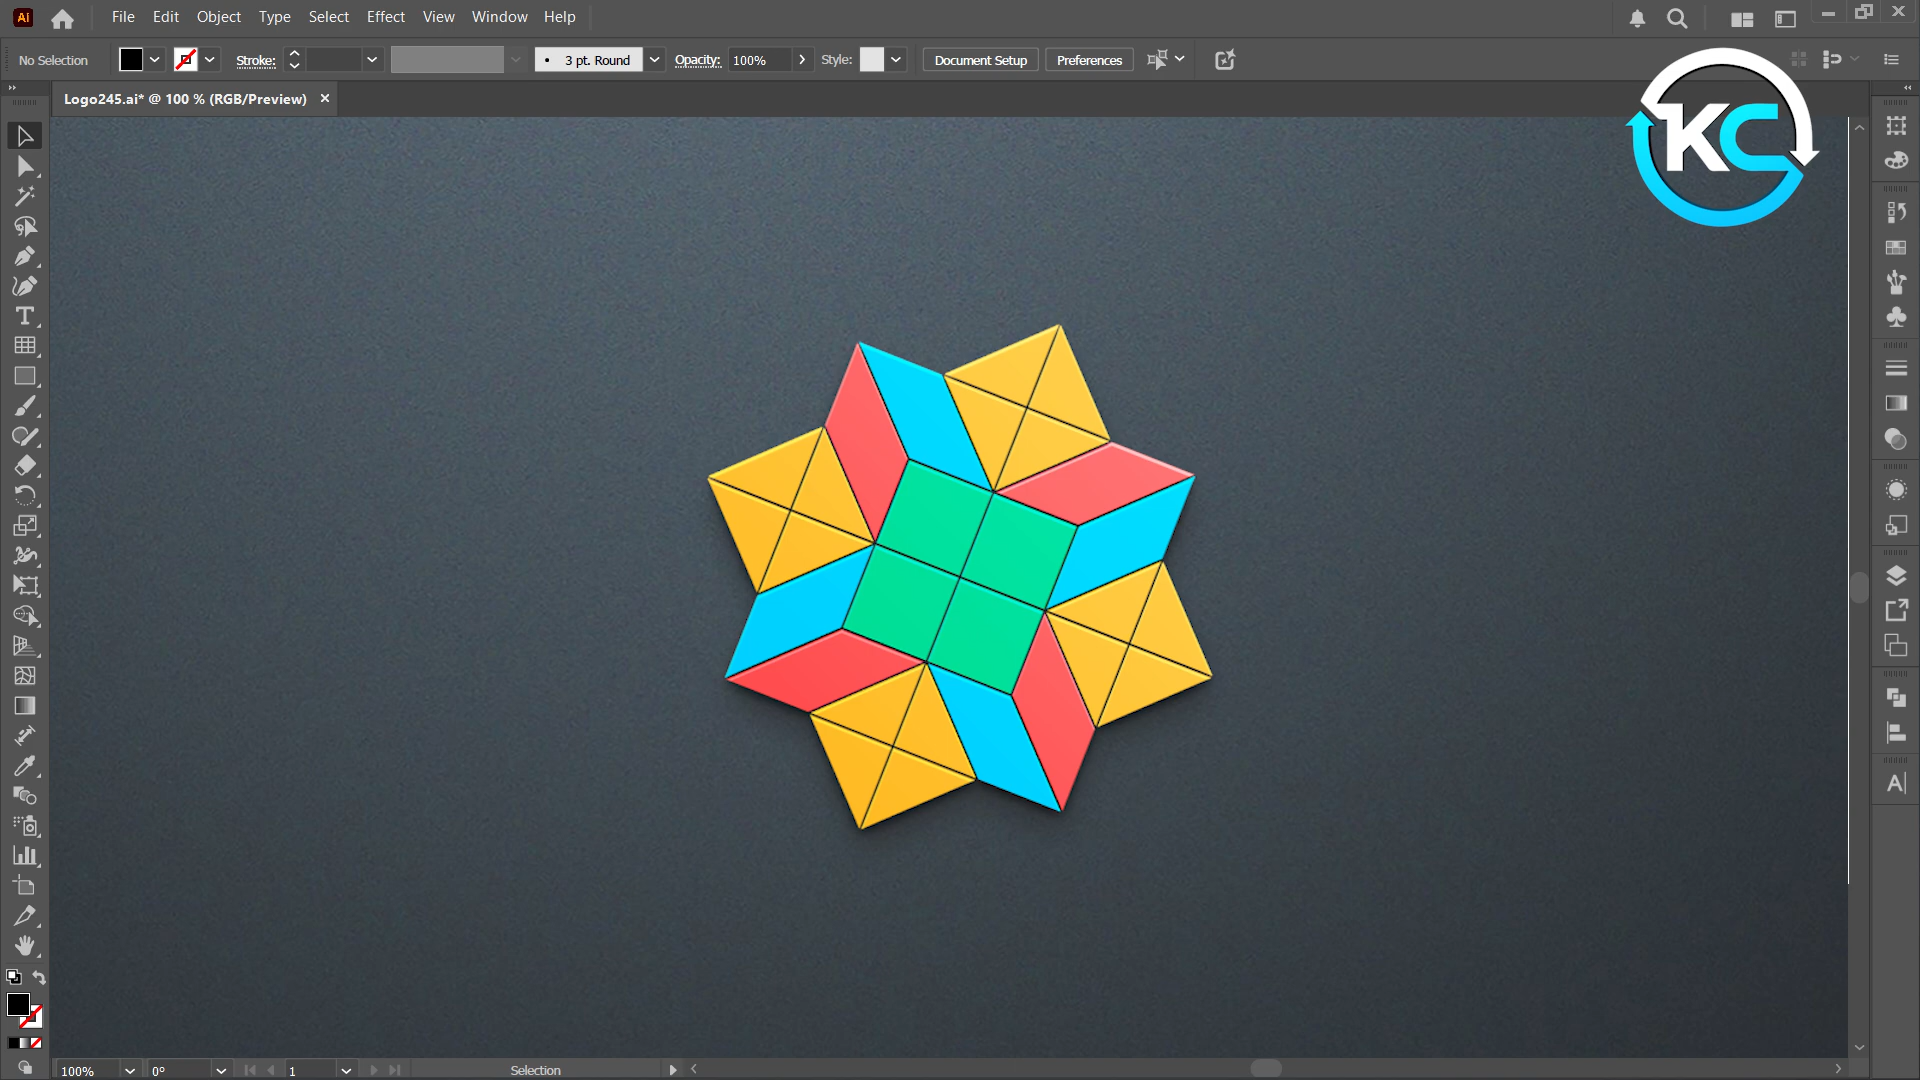 Ai File Edit Object Type Select Effect View Window Help
No Selection Stroke: 3 pt. Round Opacity: 100% Style: Document Setup Preferences
Logo245.ai* @ 100 % (RGB/Preview) ×
KC
100% 0° 1 Selection